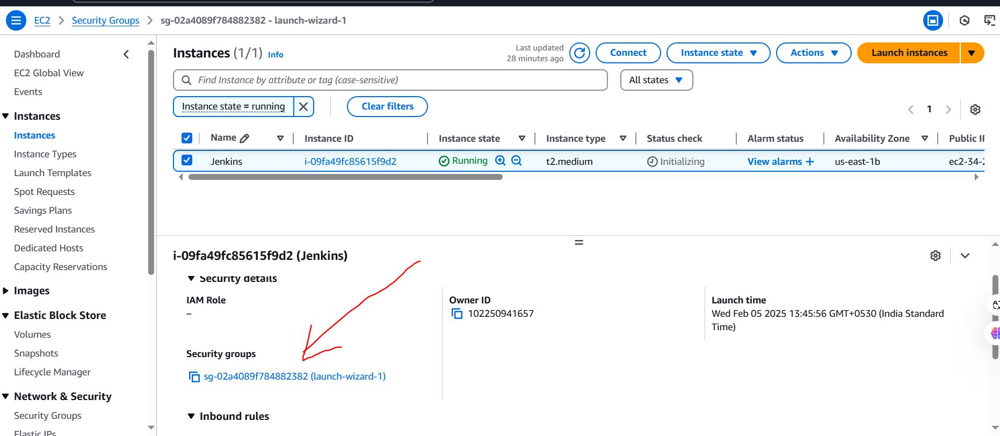 EC2 > Security Groups > sg-02a4089f784882382 - launch-wizard-1
Dashboard
EC2 Global View
Events
Instances
Instances
Instance Types
Launch Templates
Spot Requests
Savings Plans
Reserved Instances
Dedicated Hosts
Capacity Reservations
Images
Elastic Block Store
Volumes
Snapshots
Lifecycle Manager
Network & Security
Security Groups
Elastic IPs
Instances (1/1) Info
Last updated
28 minutes ago
Connect
Instance state
Actions
Launch instances
Find Instance by attribute or tag (case-sensitive)
All states
Instance state = running
Clear filters
1
Name Instance ID Instance state Instance type Status check Alarm status Availability Zone Public IP
Jenkins i-09fa49fc85615f9d2 Running t2.medium Initializing View alarms + us-east-1b ec2-34-2
i-09fa49fc85615f9d2 (Jenkins)
Security details
IAM Role
–
Owner ID
102250941657
Launch time
Wed Feb 05 2025 13:45:56 GMT+0530 (India Standard
Time)
Security groups
sg-02a4089f784882382 (launch-wizard-1)
Inbound rules